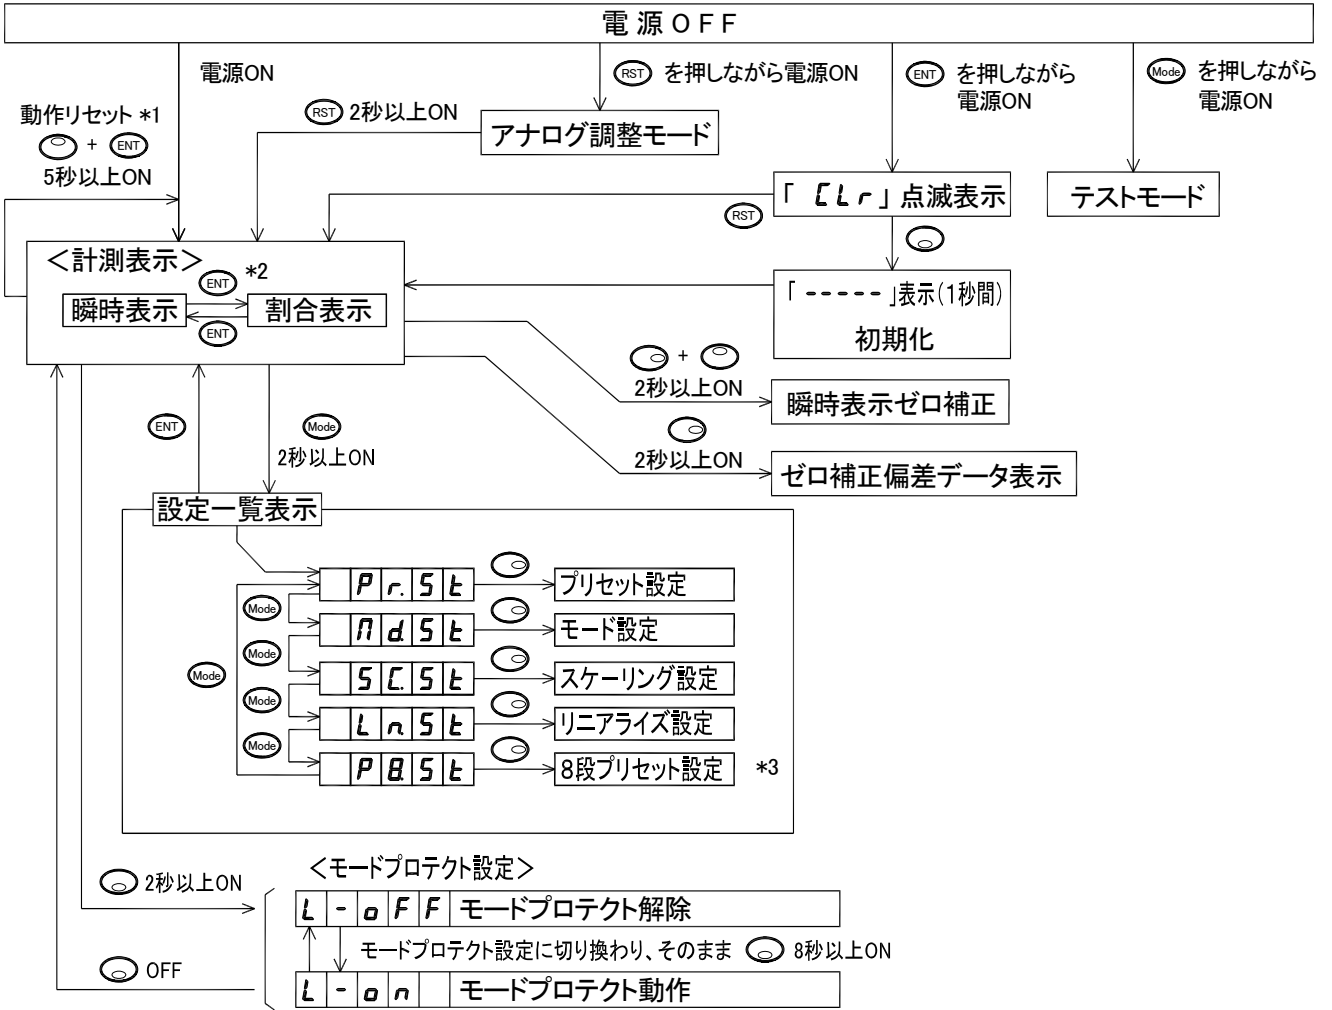 電源OFF
電源ON
RST を押しながら電源ON
ENT を押しながら
電源ON
Mode を押しながら
電源ON
動作リセット *1
+ ENT
5秒以上ON
RST 2秒以上ON
アナログ調整モード
「 CLr 」点滅表示
テストモード
RST
＜計測表示＞
ENT *2
瞬時表示
割合表示
ENT
「 ----- 」表示(1秒間)
初期化
+
2秒以上ON
瞬時表示ゼロ補正
2秒以上ON
ゼロ補正偏差データ表示
ENT
Mode
2秒以上ON
設定一覧表示
Pr.St
プリセット設定
Mode
Md.St
モード設定
Mode
SC.St
スケーリング設定
Mode
Mode
Ln.St
リニアライズ設定
Mode
P8.St
8段プリセット設定 *3
＜モードプロテクト設定＞
2秒以上ON
L-oFF モードプロテクト解除
モードプロテクト設定に切り換わり、そのまま 8秒以上ON
OFF
L-on モードプロテクト動作